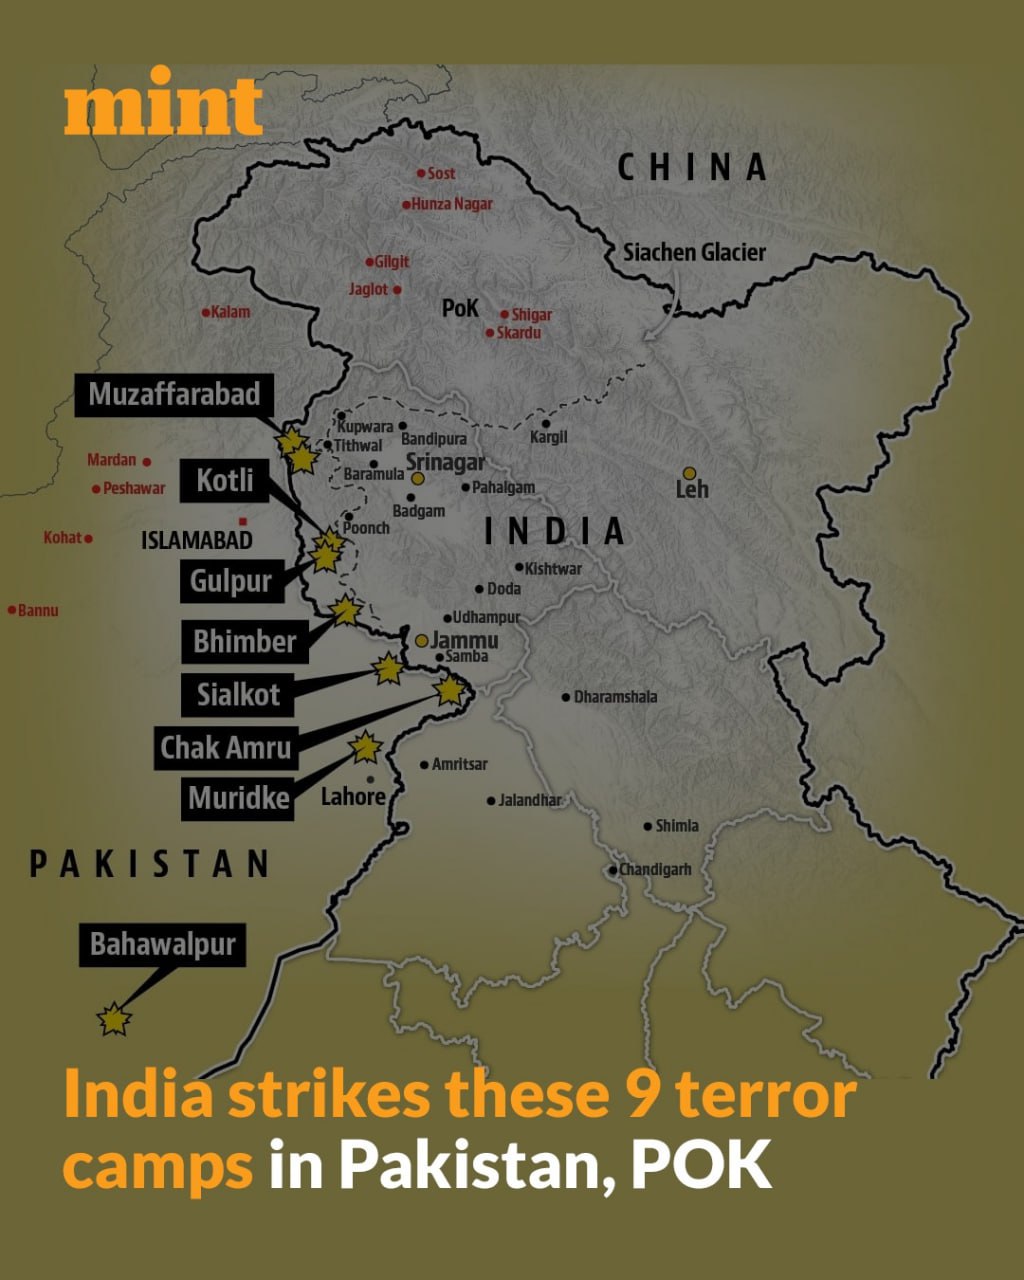 mint
CHINA
Sost
Hunza Nagar
Siachen Glacier
Gilgit
Jaglot
PoK
Kalam
Shigar
Skardu
Muzaffarabad
Kupwara
Tithwal
Bandipura
Kargil
Mardan
Kotli
Baramula
Srinagar
Leh
Peshawar
Pahalgam
Badgam
Poonch
INDIA
Kohat
ISLAMABAD
Gulpur
Kishtwar
Doda
Bannu
Udhampur
Bhimber
Jammu
Samba
Sialkot
Dharamshala
Chak Amru
Amritsar
Muridke
Lahore
Jalandhar
Shimla
PAKISTAN
Chandigarh
Bahawalpur
India strikes these 9 terror
camps in Pakistan, POK